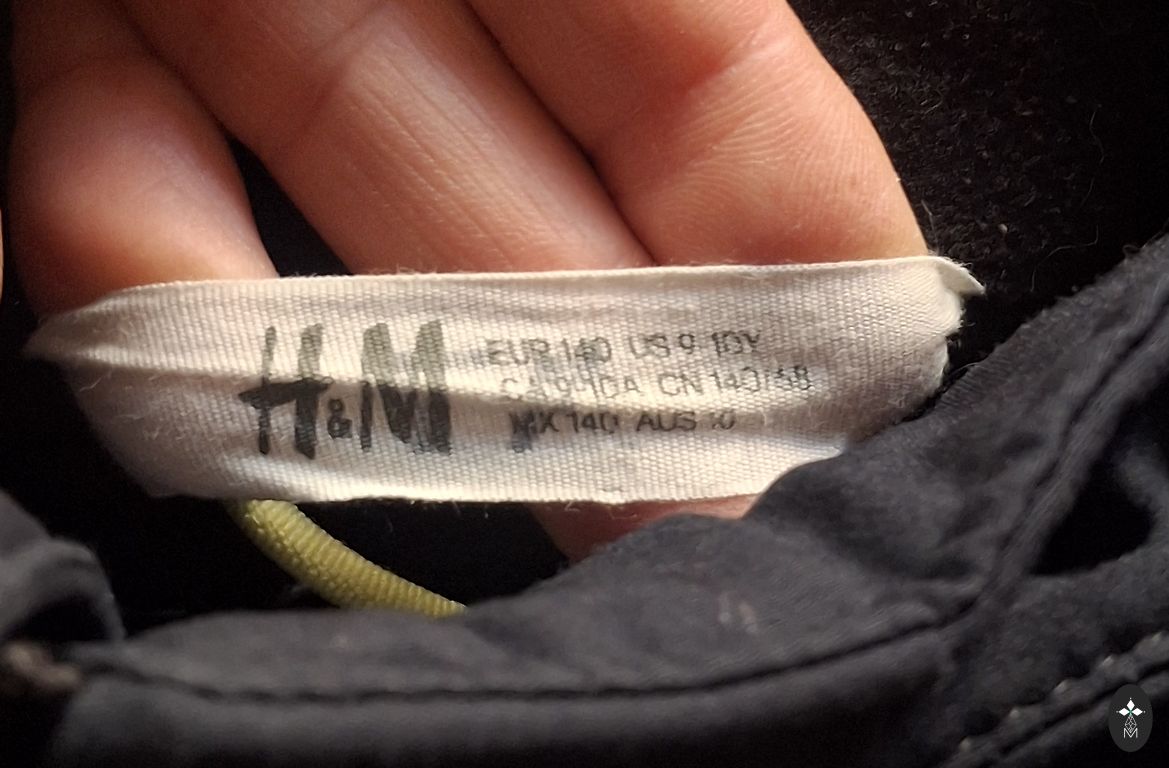 H&M
EUR 140 US 9-10Y
CA 9-10A CN 140/68
MX 140 AUS 10
M